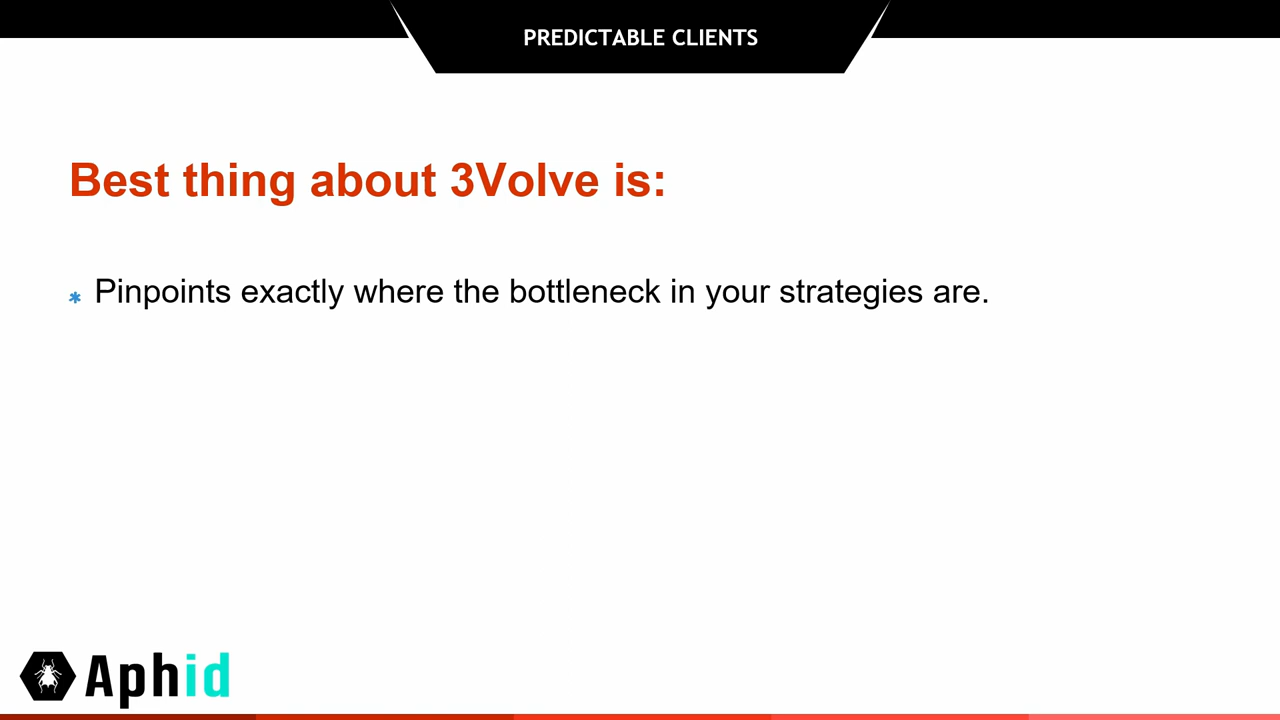 PREDICTABLE CLIENTS
Best thing about 3Volve is:
* Pinpoints exactly where the bottleneck in your strategies are.
Aphid